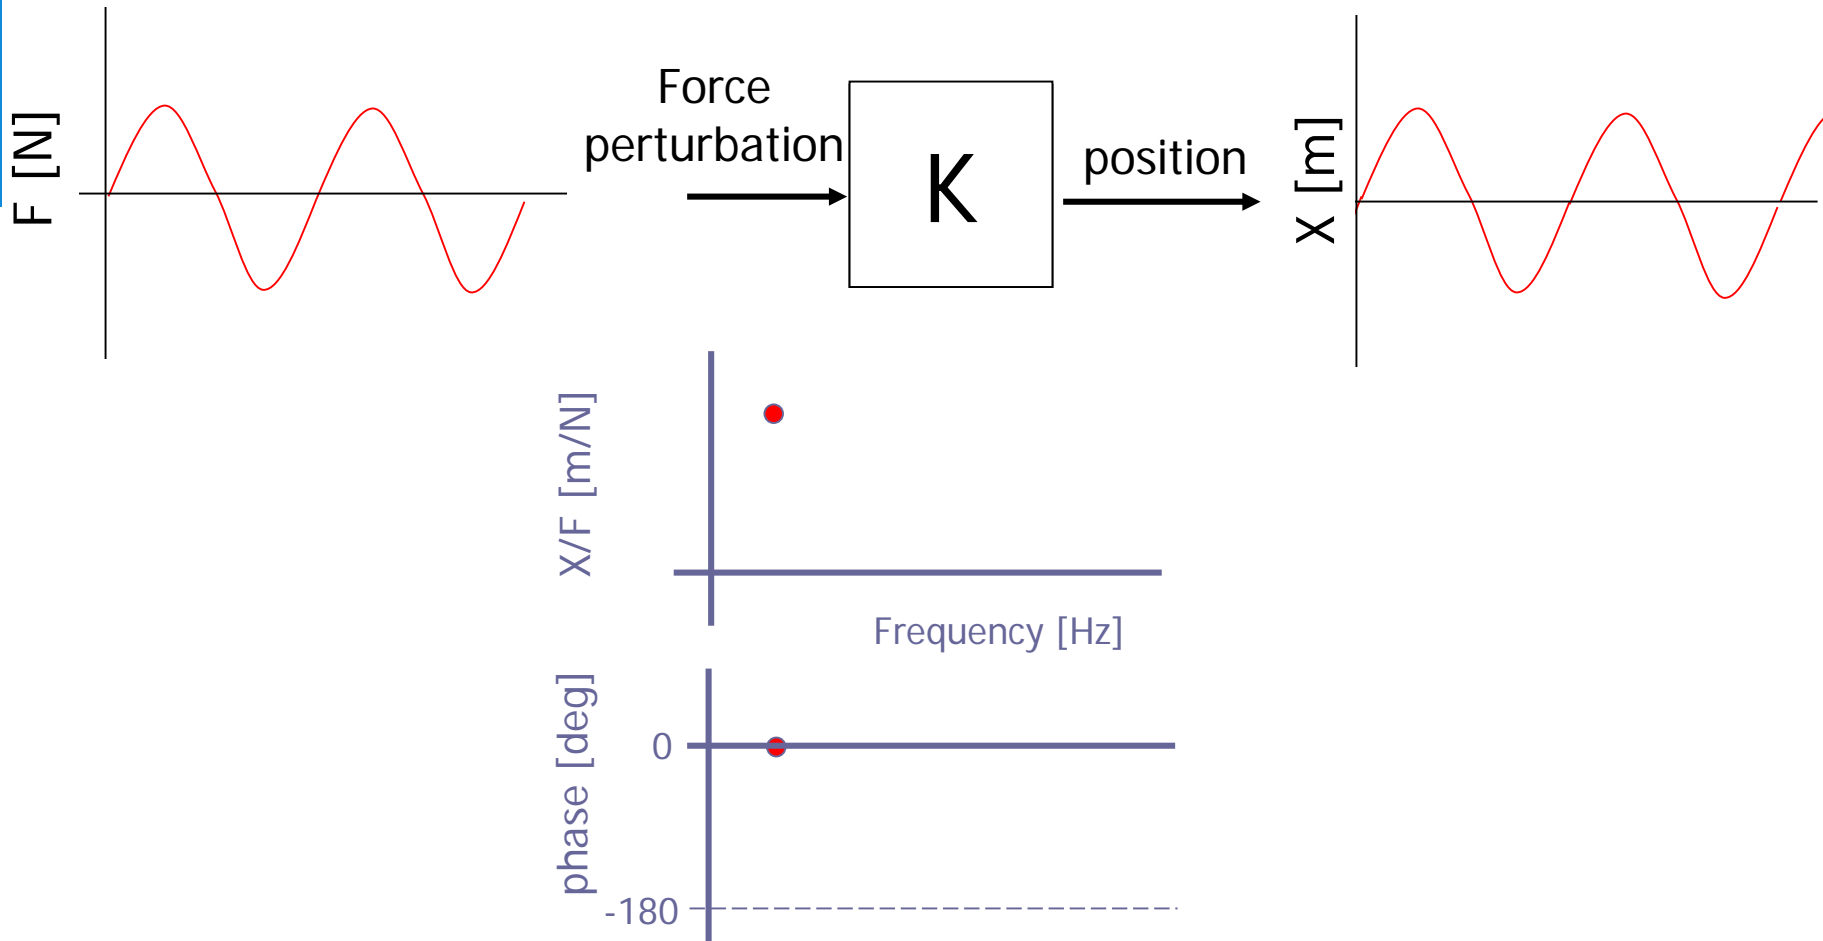 F [N]
Force
perturbation
K
position
X [m]
X/F [m/N]
Frequency [Hz]
phase [deg]
0
-180